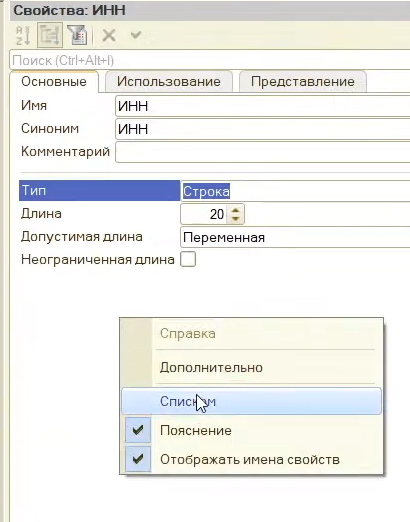 Свойства: ИНН
Поиск (Ctrl+Alt+I)
Основные Использование Представление
Имя ИНН
Синоним ИНН
Комментарий
Тип Строка
Длина 20
Допустимая длина Переменная
Неограниченная длина
Справка
Дополнительно
Списком
Пояснение
Отображать имена свойств